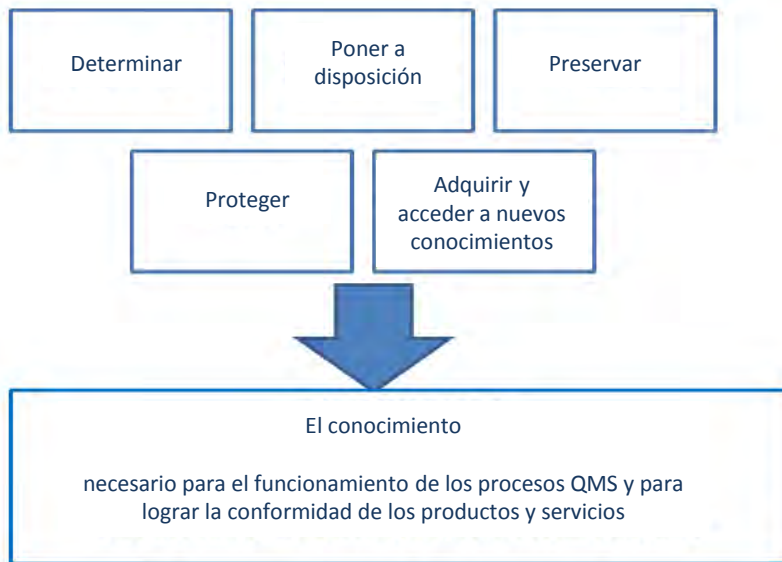 Determinar
Poner a
disposición
Preservar
Proteger
Adquirir y
acceder a nuevos
conocimientos
El conocimiento
necesario para el funcionamiento de los procesos QMS y para
lograr la conformidad de los productos y servicios